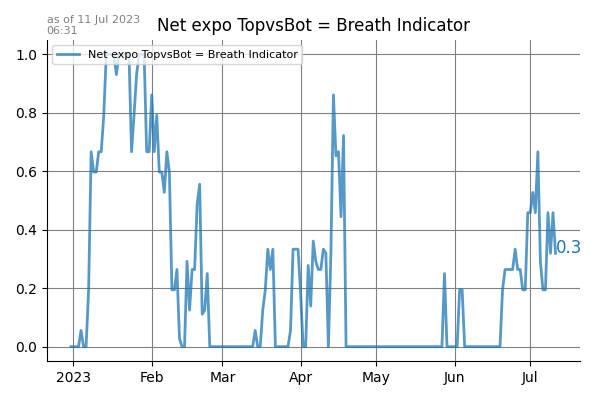 as of 11 Jul 2023
06:31
Net expo TopvsBot = Breath Indicator
Net expo TopvsBot = Breath Indicator
1.0
0.8
0.6
0.4
0.2
0.0
0.3
2023 Feb Mar Apr May Jun Jul